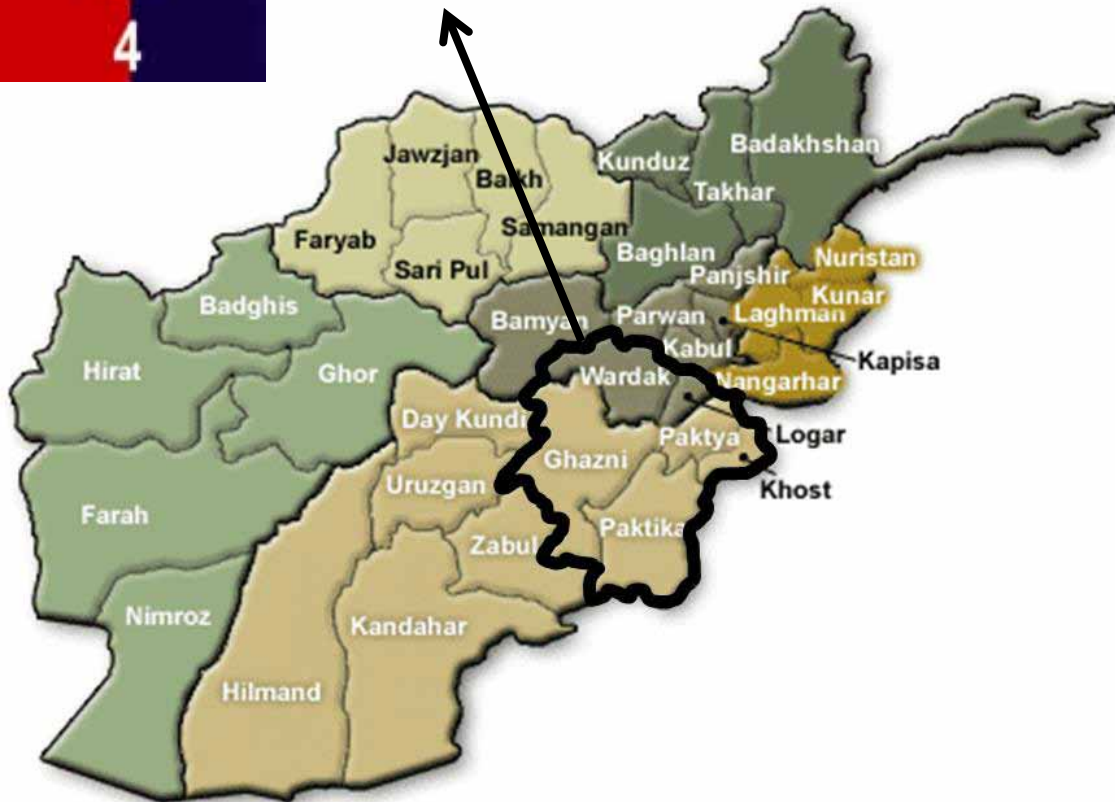 4
Jawzjan
Balkh
Kunduz
Badakhshan
Takhar
Faryab
Samangan
Sari Pul
Baghlan
Panjshir
Nuristan
Kunar
Badghis
Bamyan
Parwan
Laghman
Kabul
Kapisa
Hirat
Ghor
Wardak
Nangarhar
Day Kundi
Paktya
Logar
Ghazni
Khost
Uruzgan
Farah
Paktika
Zabul
Nimroz
Kandahar
Hilmand